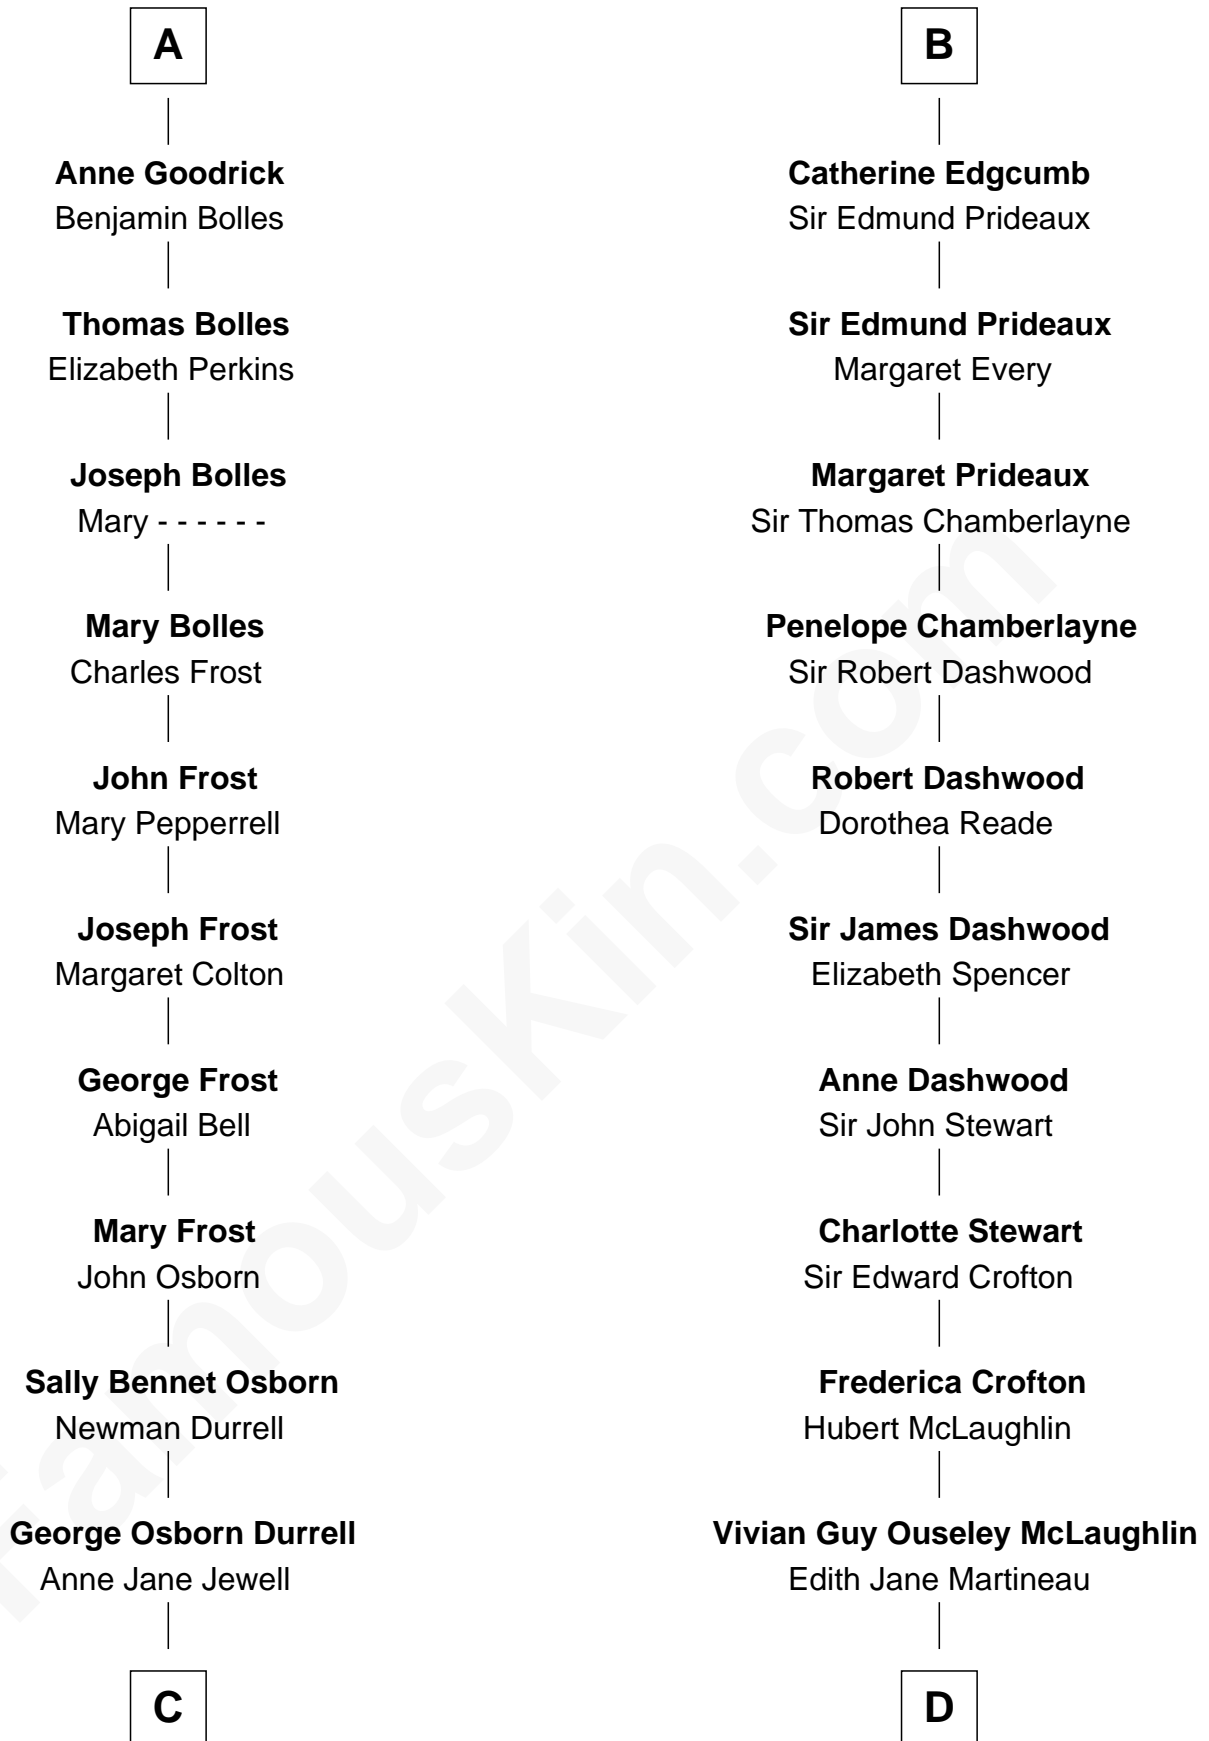 A
Anne Goodrick
Benjamin Bolles
Thomas Bolles
Elizabeth Perkins
Joseph Bolles
Mary - - - - - -
Mary Bolles
Charles Frost
John Frost
Mary Pepperrell
Joseph Frost
Margaret Colton
George Frost
Abigail Bell
Mary Frost
John Osborn
Sally Bennet Osborn
Newman Durrell
George Osborn Durrell
Anne Jane Jewell
C
B
Catherine Edgcumb
Sir Edmund Prideaux
Sir Edmund Prideaux
Margaret Every
Margaret Prideaux
Sir Thomas Chamberlayne
Penelope Chamberlayne
Sir Robert Dashwood
Robert Dashwood
Dorothea Reade
Sir James Dashwood
Elizabeth Spencer
Anne Dashwood
Sir John Stewart
Charlotte Stewart
Sir Edward Crofton
Frederica Crofton
Hubert McLaughlin
Vivian Guy Ouseley McLaughlin
Edith Jane Martineau
D
FamousKin.com